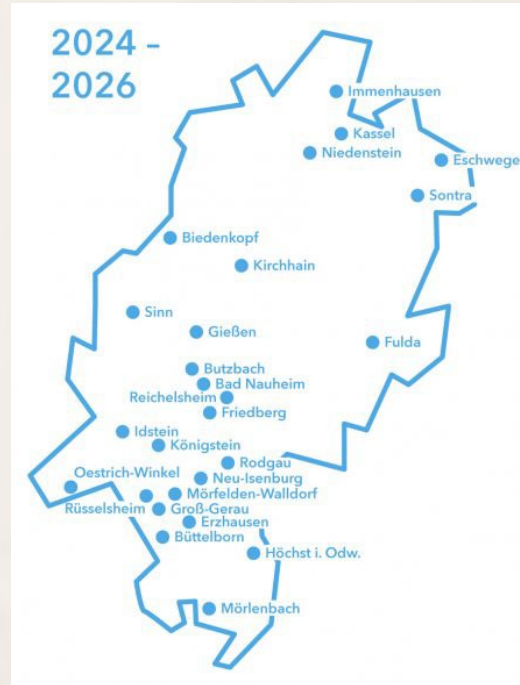 2024 –
2026
Immenhausen
Kassel
Niedenstein
Eschwege
Sontra
Biedenkopf
Kirchhain
Sinn
Gießen
Fulda
Butzbach
Bad Nauheim
Reichelsheim
Friedberg
Idstein
Königstein
Rodgau
Oestrich-Winkel
Neu-Isenburg
Mörfelden-Walldorf
Rüsselsheim
Groß-Gerau
Erzhausen
Büttelborn
Höchst i. Odw.
Mörlenbach